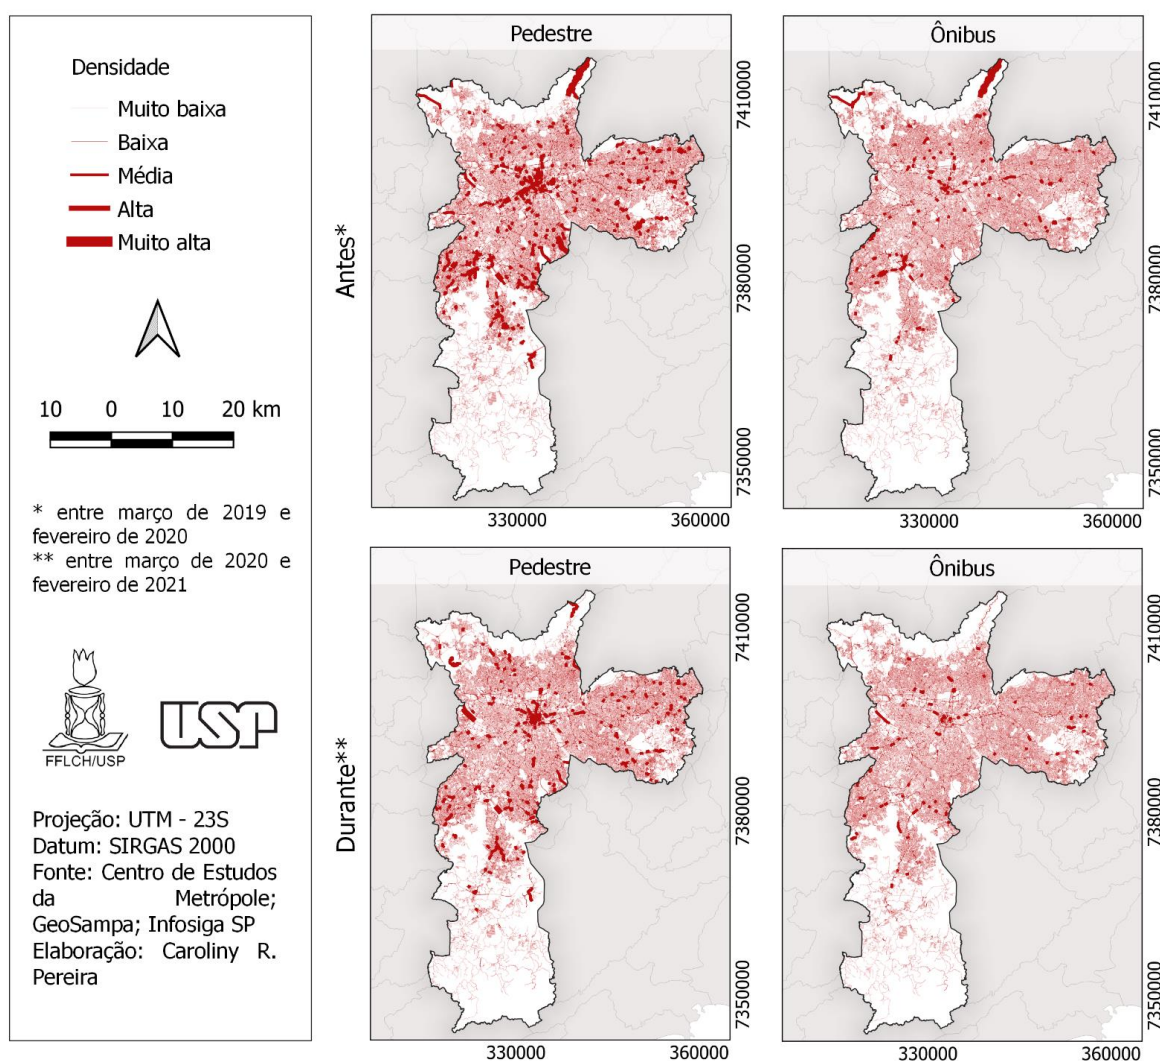 Densidade
Muito baixa
Baixa
Média
Alta
Muito alta
10 0 10 20 km
* entre março de 2019 e
fevereiro de 2020
** entre março de 2020 e
fevereiro de 2021
FFLCH/USP
USP
Projeção: UTM - 23S
Datum: SIRGAS 2000
Fonte: Centro de Estudos
da Metrópole;
GeoSampa; Infosiga SP
Elaboração: Caroliny R.
Pereira
Antes*
Pedestre
7410000
7380000
7350000
330000 360000
Ônibus
7410000
7380000
7350000
330000 360000
Durante**
Pedestre
7410000
7380000
7350000
330000 360000
Ônibus
7410000
7380000
7350000
330000 360000